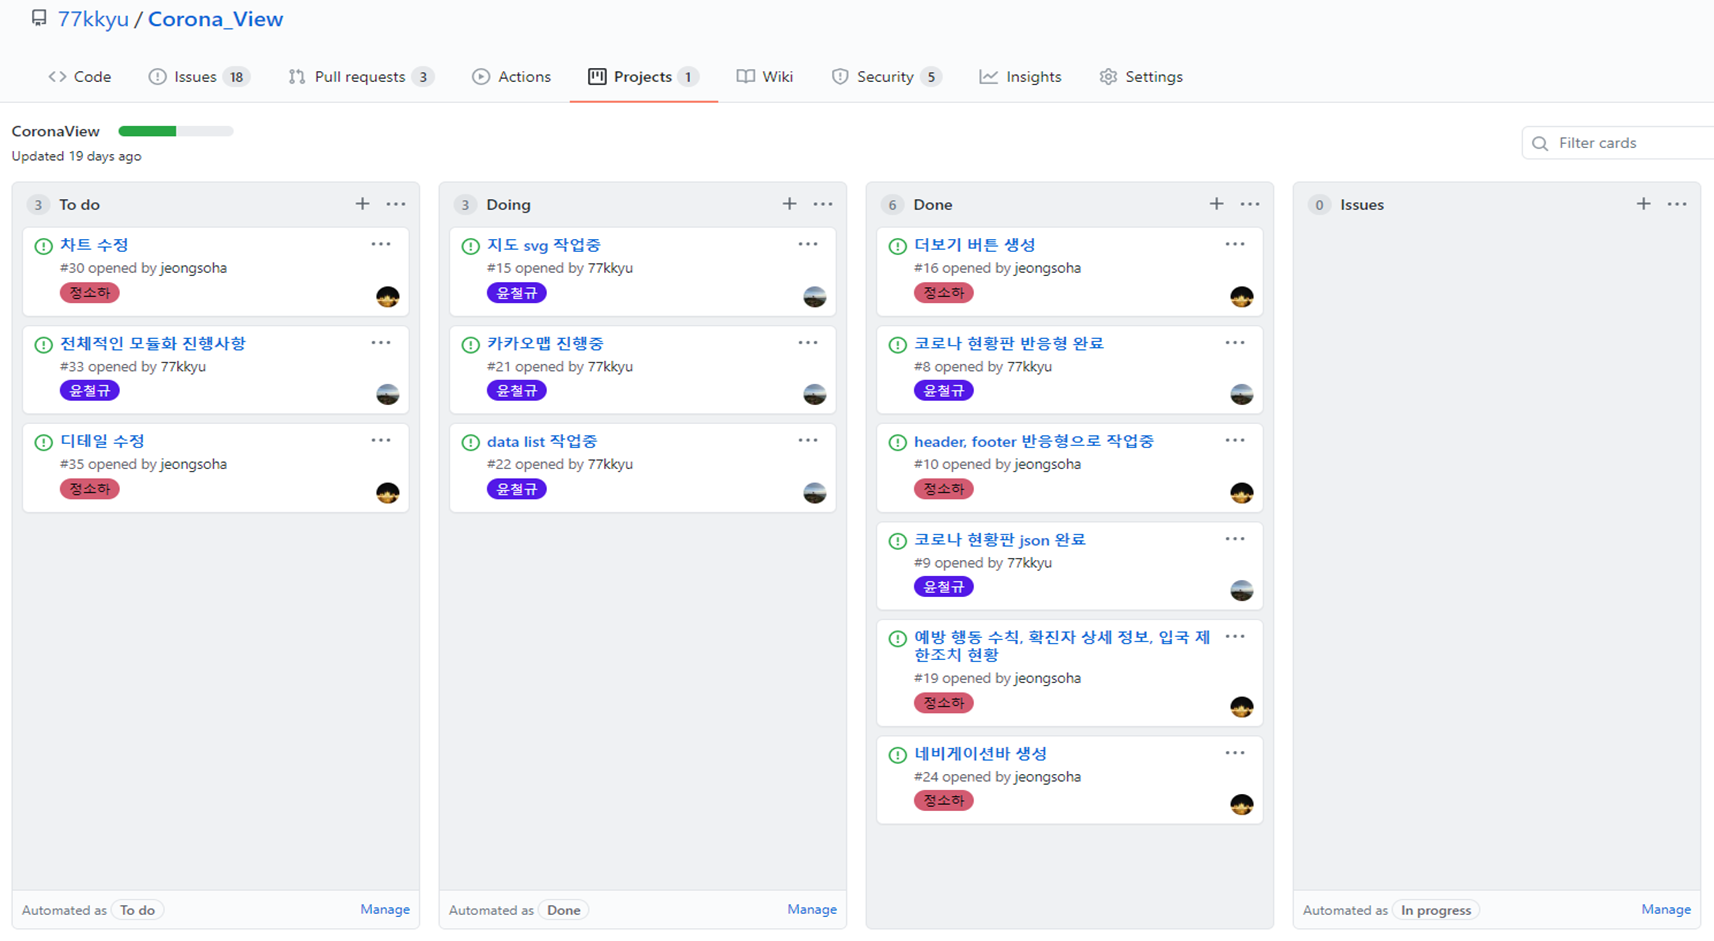 77kkyu / Corona_View
Code
Issues 18
Pull requests 3
Actions
Projects 1
Wiki
Security 5
Insights
Settings
CoronaView
Updated 19 days ago
Filter cards
3 To do
차트 수정
#30 opened by jeongsoha
정소하
전체적인 모듈화 진행사항
#33 opened by 77kkyu
윤철규
디테일 수정
#35 opened by jeongsoha
정소하
Automated as To do
Manage
3 Doing
지도 svg 작업중
#15 opened by 77kkyu
윤철규
카카오맵 진행중
#21 opened by 77kkyu
윤철규
data list 작업중
#22 opened by 77kkyu
윤철규
Automated as Done
Manage
6 Done
더보기 버튼 생성
#16 opened by jeongsoha
정소하
코로나 현황판 반응형 완료
#8 opened by 77kkyu
윤철규
header, footer 반응형으로 작업중
#10 opened by jeongsoha
정소하
코로나 현황판 json 완료
#9 opened by 77kkyu
윤철규
예방 행동 수칙, 확진자 상세 정보, 입국 제
한조치 현황
#19 opened by jeongsoha
정소하
네비게이션바 생성
#24 opened by jeongsoha
정소하
0 Issues
Automated as In progress
Manage